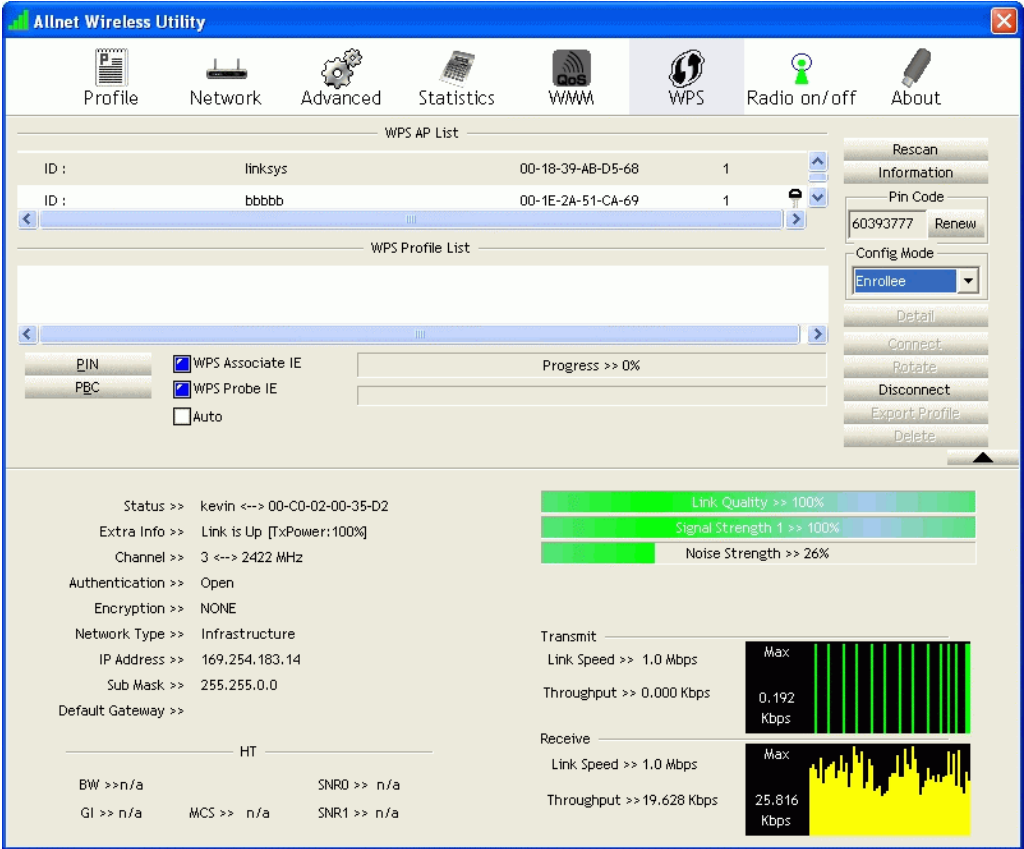 Allnet Wireless Utility
Profile Network Advanced Statistics QoS WMM WPS Radio on/off About
WPS AP List
ID : linksys 00-18-39-AB-D5-68 1
ID : bbbbb 00-1E-2A-51-CA-69 1
WPS Profile List
Rescan
Information
Pin Code
60393777 Renew
Config Mode
Enrollee
Detail
Connect
Rotate
Disconnect
Export Profile
Delete
PIN
PBC
WPS Associate IE
WPS Probe IE
Auto
Progress >> 0%
Status >> kevin <--> 00-C0-02-00-35-D2
Extra Info >> Link is Up [TxPower:100%]
Channel >> 3 <--> 2422 MHz
Authentication >> Open
Encryption >> NONE
Network Type >> Infrastructure
IP Address >> 169.254.183.14
Sub Mask >> 255.255.0.0
Default Gateway >>
HT
BW >>n/a SNR0 >> n/a
GI >> n/a MCS >> n/a SNR1 >> n/a
Link Quality >> 100%
Signal Strength 1 >> 100%
Noise Strength >> 26%
Transmit
Link Speed >> 1.0 Mbps
Throughput >> 0.000 Kbps
Max
0.192
Kbps
Receive
Link Speed >> 1.0 Mbps
Throughput >>19.628 Kbps
Max
25.816
Kbps